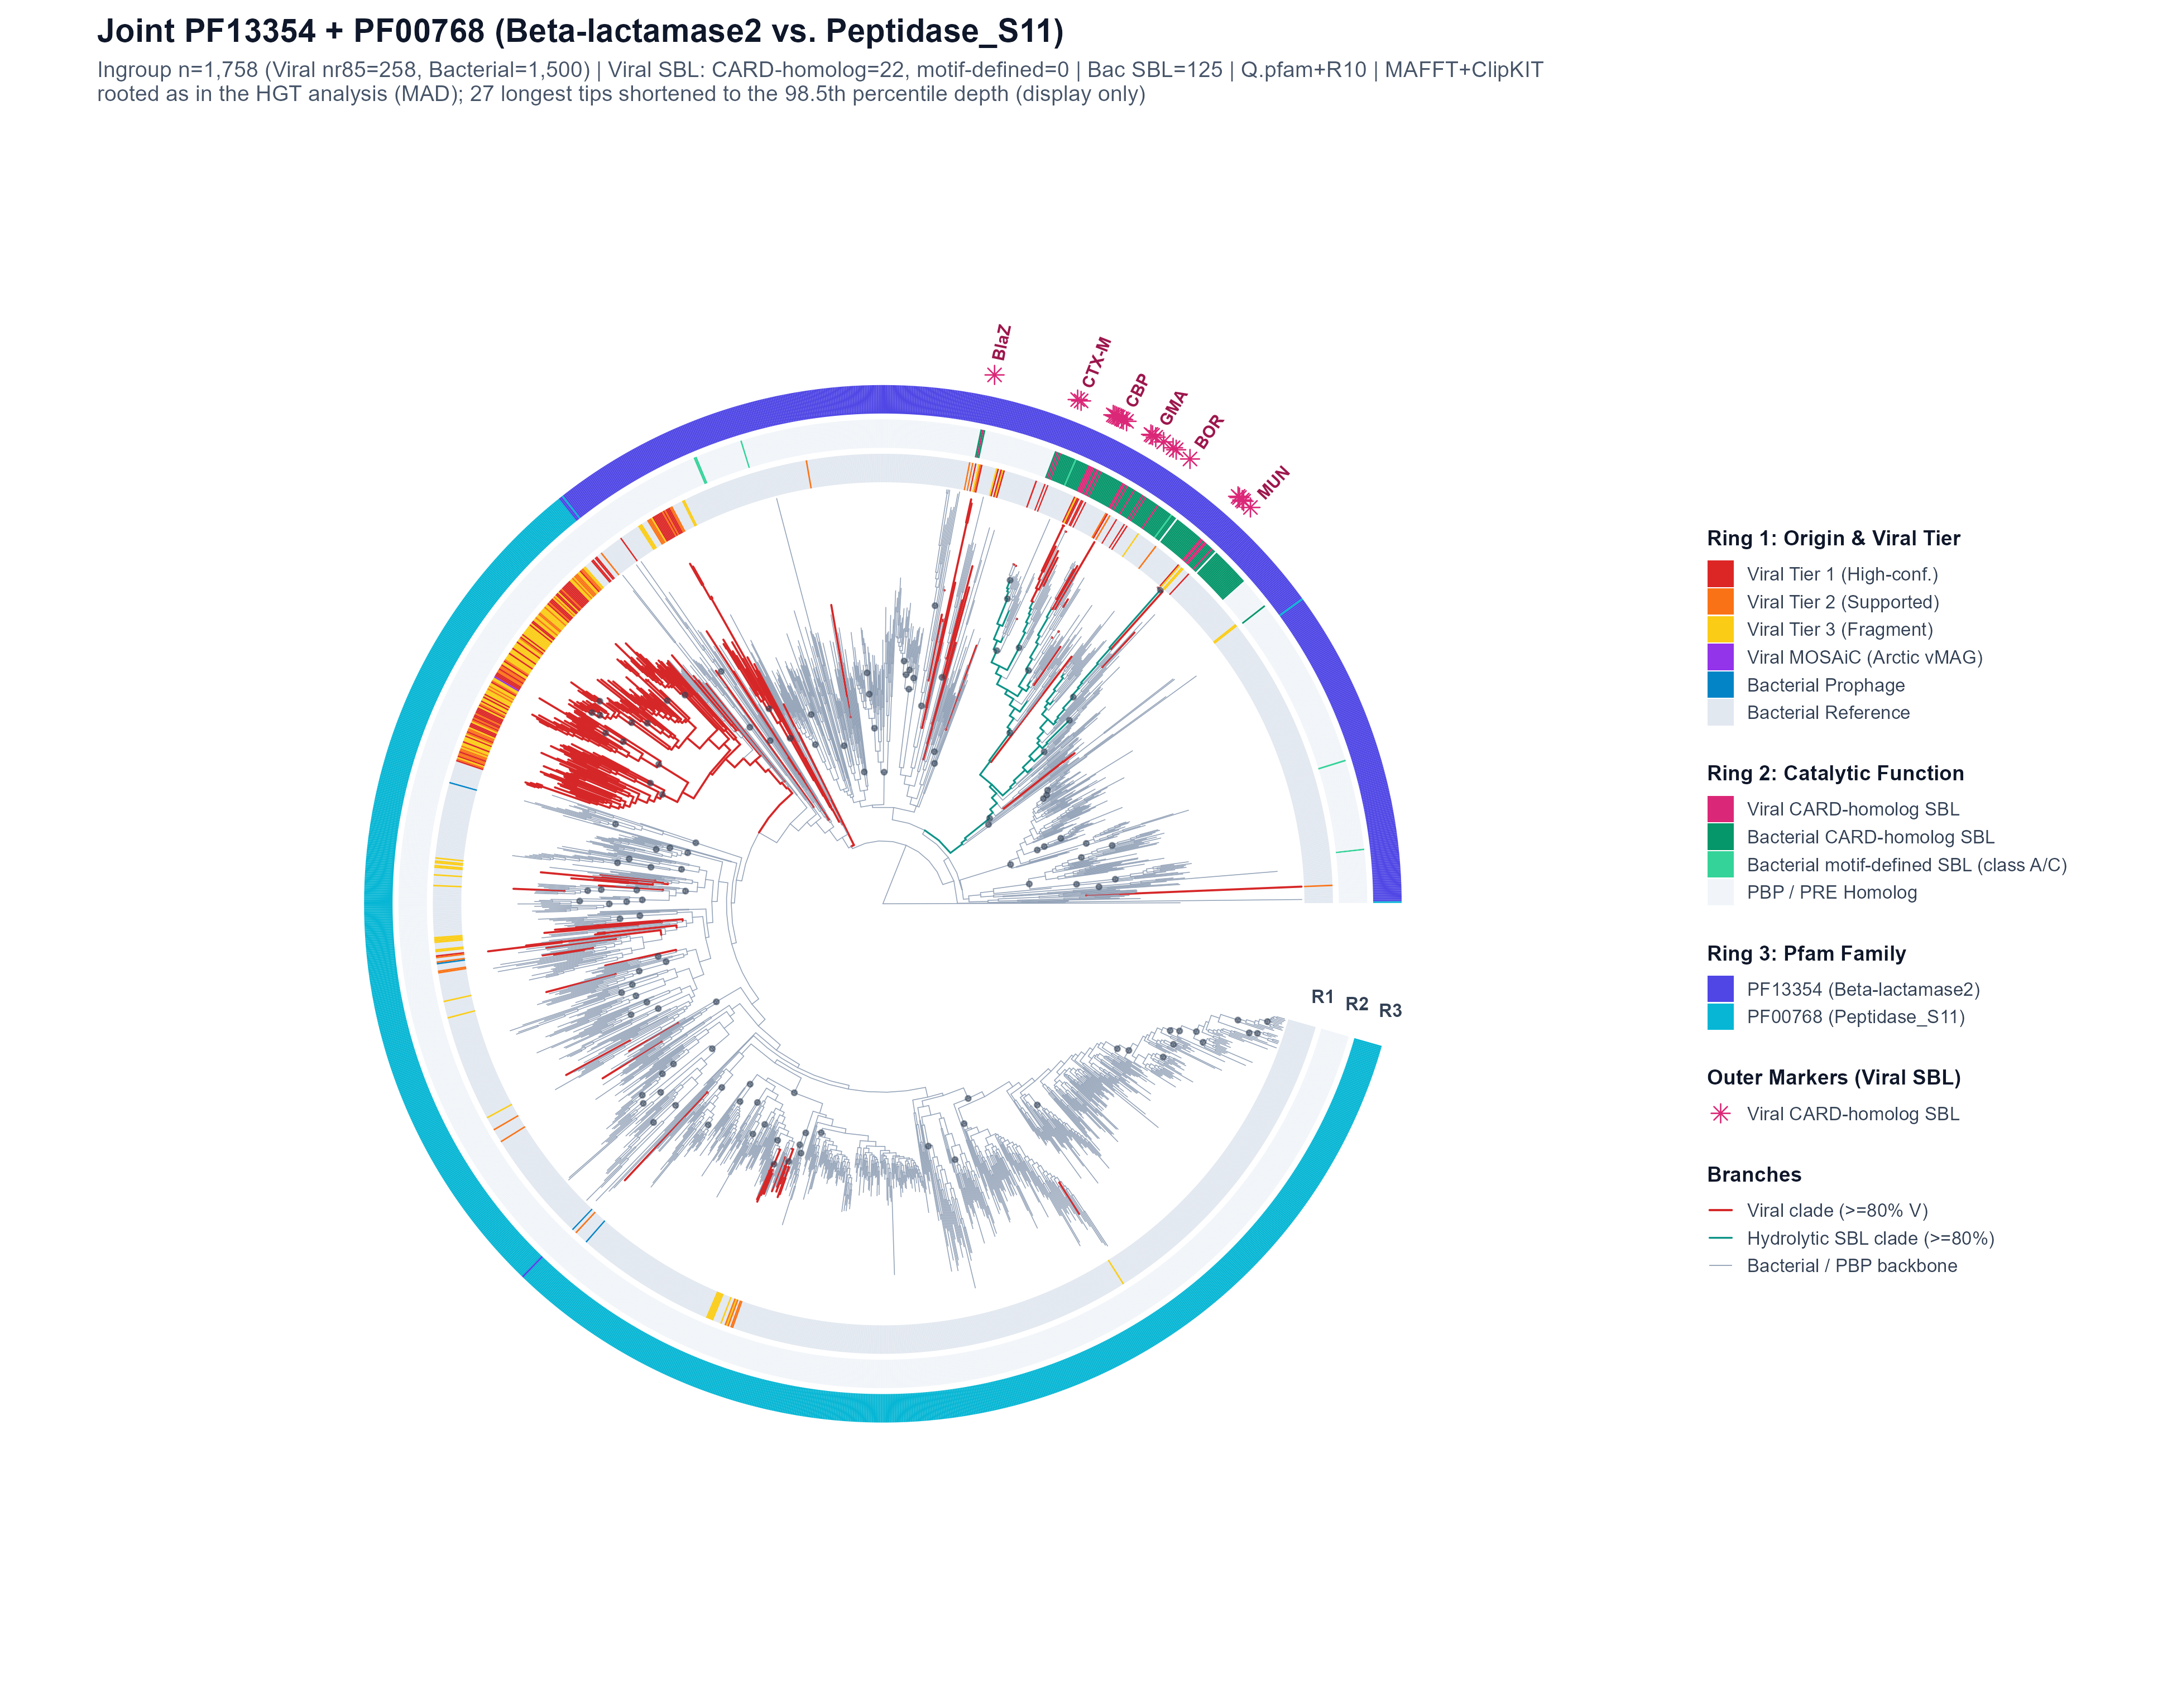 Joint PF13354 + PF00768 (Beta-lactamase2 vs. Peptidase_S11)
Ingroup n=1,758 (Viral nr85=258, Bacterial=1,500) | Viral SBL: CARD-homolog=22, motif-defined=0 | Bac SBL=125 | Q.pfam+R10 | MAFFT+ClipKIT
rooted as in the HGT analysis (MAD); 27 longest tips shortened to the 98.5th percentile depth (display only)
BlaZ
CTX-M
CBP
GMA
BOR
MUN
R1
R2
R3
Ring 1: Origin & Viral Tier
Viral Tier 1 (High-conf.)
Viral Tier 2 (Supported)
Viral Tier 3 (Fragment)
Viral MOSAiC (Arctic vMAG)
Bacterial Prophage
Bacterial Reference
Ring 2: Catalytic Function
Viral CARD-homolog SBL
Bacterial CARD-homolog SBL
Bacterial motif-defined SBL (class A/C)
PBP / PRE Homolog
Ring 3: Pfam Family
PF13354 (Beta-lactamase2)
PF00768 (Peptidase_S11)
Outer Markers (Viral SBL)
Viral CARD-homolog SBL
Branches
Viral clade (>=80% V)
Hydrolytic SBL clade (>=80%)
Bacterial / PBP backbone